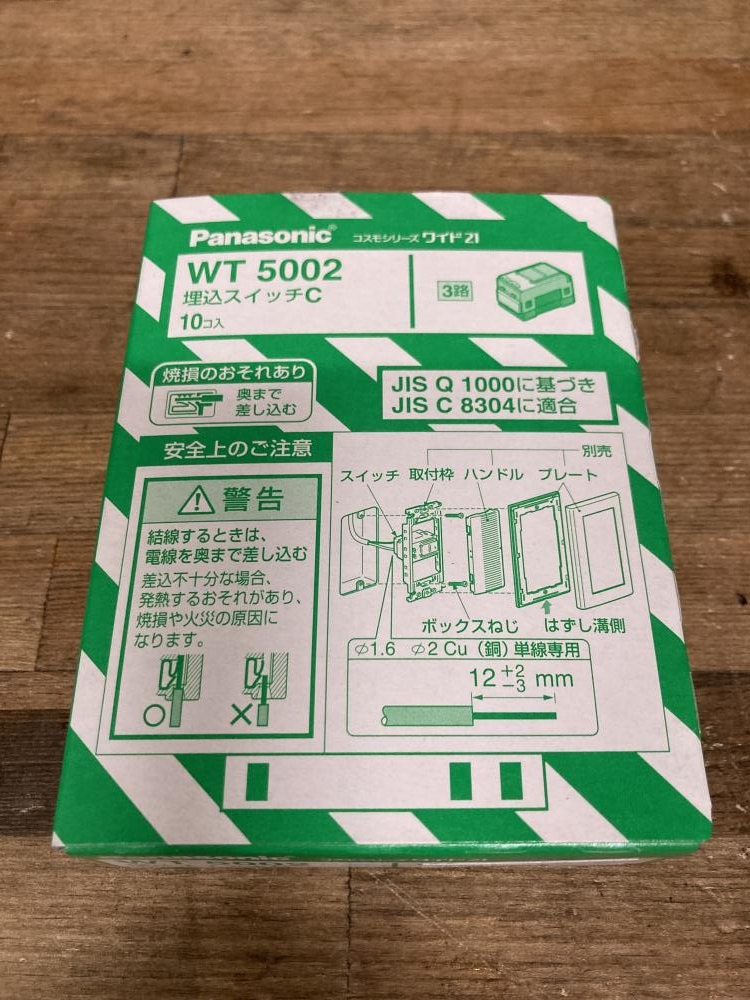 Panasonic® コスモシリーズ ワイド21
WT 5002
埋込スイッチC
10コ入
3路
焼損のおそれあり
奥まで
差し込む
JIS Q 1000に基づき
JIS C 8304に適合
安全上のご注意
警告
結線するときは、
電線を奥まで差し込む
差込不十分な場合、
発熱するおそれがあり、
焼損や火災の原因に
なります。
○ ×
別売
スイッチ 取付枠 ハンドル プレート
ボックスねじ はずし溝側
φ1.6 φ2 Cu（銅）単線専用
12 +2 −3 mm
Panasonic